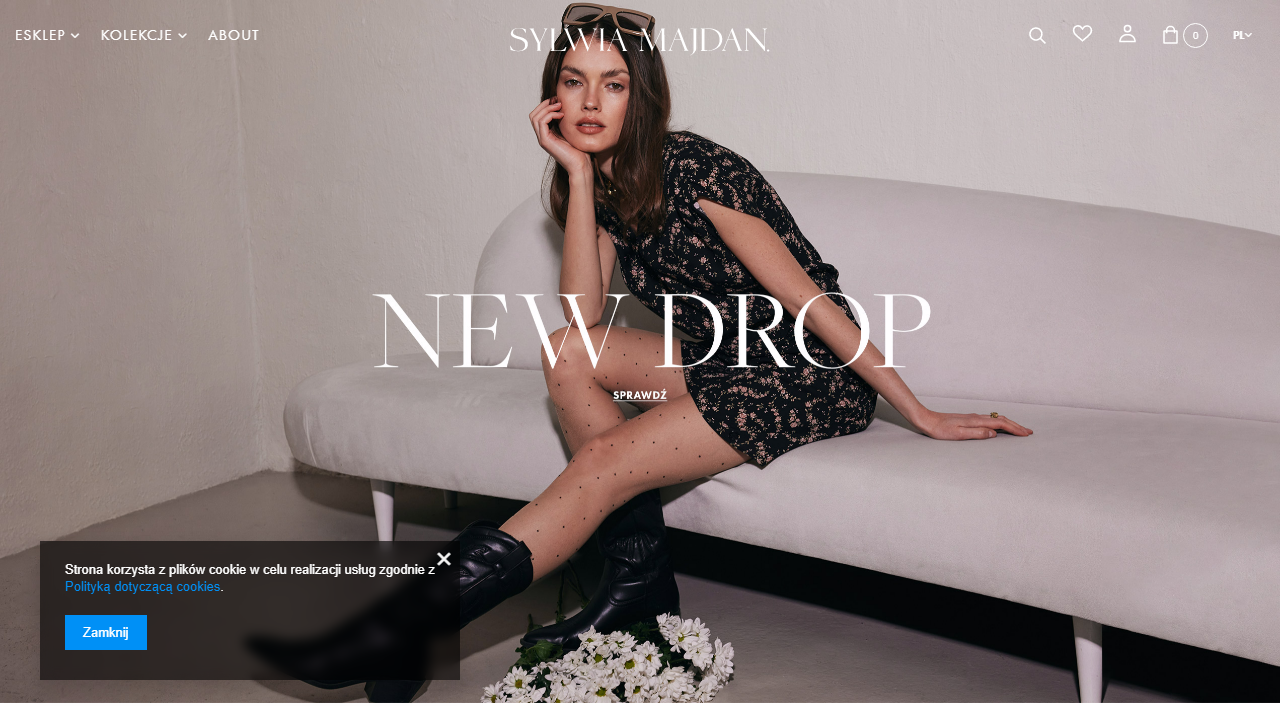 ESKLEP KOLEKCJE ABOUT
SYLWIA MAJDAN.
0
PL
NEW DROP
SPRAWDŹ
Strona korzysta z plików cookie w celu realizacji usług zgodnie z
Polityką dotyczącą cookies.
Zamknij